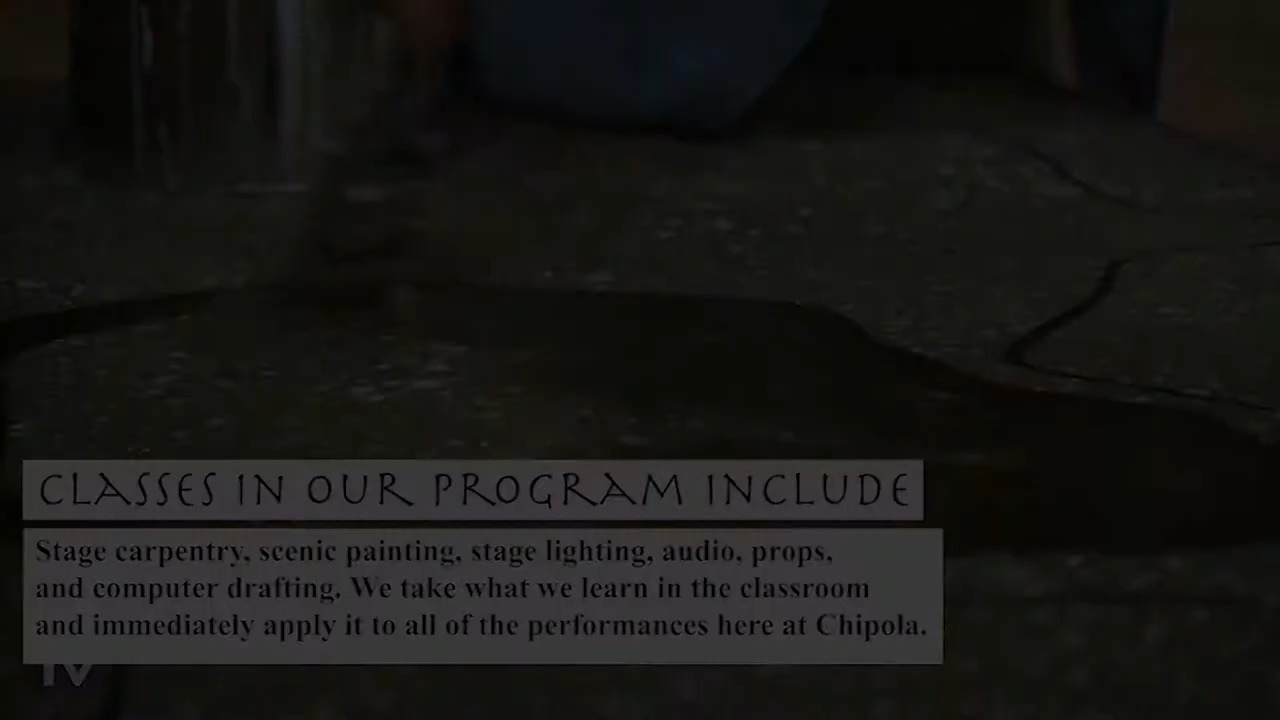 CLASSES IN OUR PROGRAM INCLUDE
Stage carpentry, scenic painting, stage lighting, audio, props,
and computer drafting. We take what we learn in the classroom
and immediately apply it to all of the performances here at Chipola.
TV